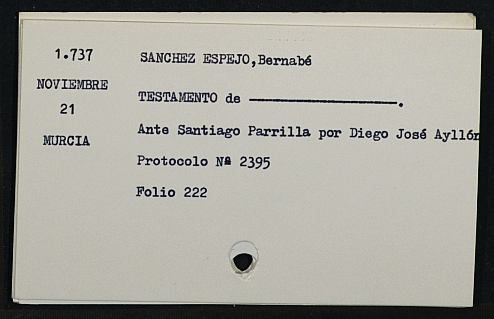 1.737
NOVIEMBRE
21
MURCIA
SANCHEZ ESPEJO,Bernabé
TESTAMENTO de ————————————.
Ante Santiago Parrilla por Diego José Ayllón
Protocolo Nª 2395
Folio 222